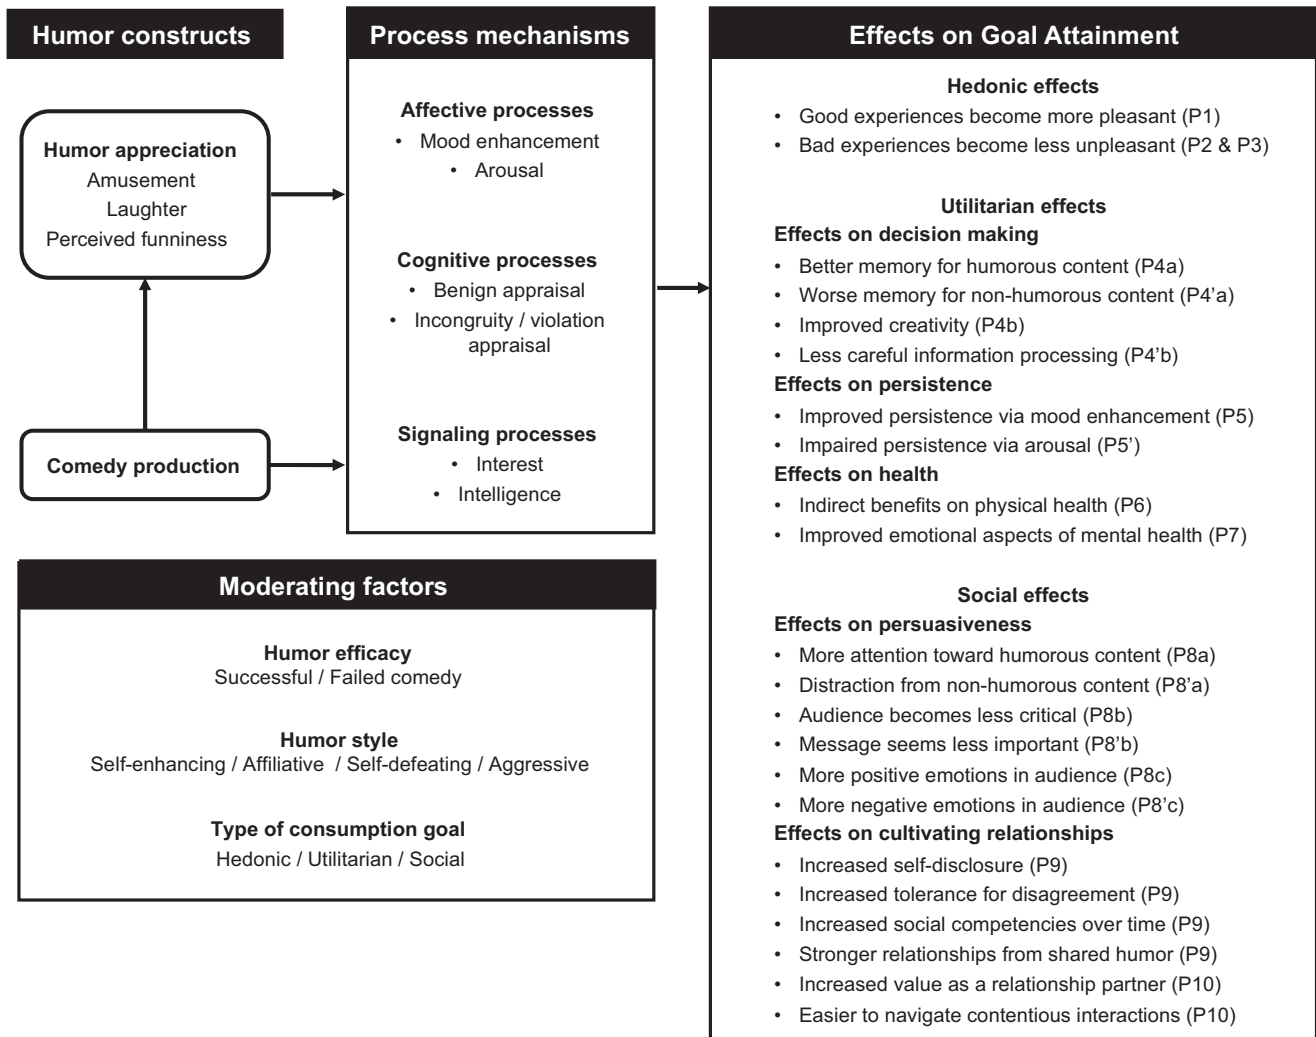 Humor constructs
Humor appreciation
Amusement
Laughter
Perceived funniness
Comedy production
Process mechanisms
Affective processes
• Mood enhancement
• Arousal
Cognitive processes
• Benign appraisal
• Incongruity / violation
appraisal
Signaling processes
• Interest
• Intelligence
Moderating factors
Humor efficacy
Successful / Failed comedy
Humor style
Self-enhancing / Affiliative / Self-defeating / Aggressive
Type of consumption goal
Hedonic / Utilitarian / Social
Effects on Goal Attainment
Hedonic effects
• Good experiences become more pleasant (P1)
• Bad experiences become less unpleasant (P2 & P3)
Utilitarian effects
Effects on decision making
• Better memory for humorous content (P4a)
• Worse memory for non-humorous content (P4’a)
• Improved creativity (P4b)
• Less careful information processing (P4’b)
Effects on persistence
• Improved persistence via mood enhancement (P5)
• Impaired persistence via arousal (P5’)
Effects on health
• Indirect benefits on physical health (P6)
• Improved emotional aspects of mental health (P7)
Social effects
Effects on persuasiveness
• More attention toward humorous content (P8a)
• Distraction from non-humorous content (P8’a)
• Audience becomes less critical (P8b)
• Message seems less important (P8’b)
• More positive emotions in audience (P8c)
• More negative emotions in audience (P8’c)
Effects on cultivating relationships
• Increased self-disclosure (P9)
• Increased tolerance for disagreement (P9)
• Increased social competencies over time (P9)
• Stronger relationships from shared humor (P9)
• Increased value as a relationship partner (P10)
• Easier to navigate contentious interactions (P10)